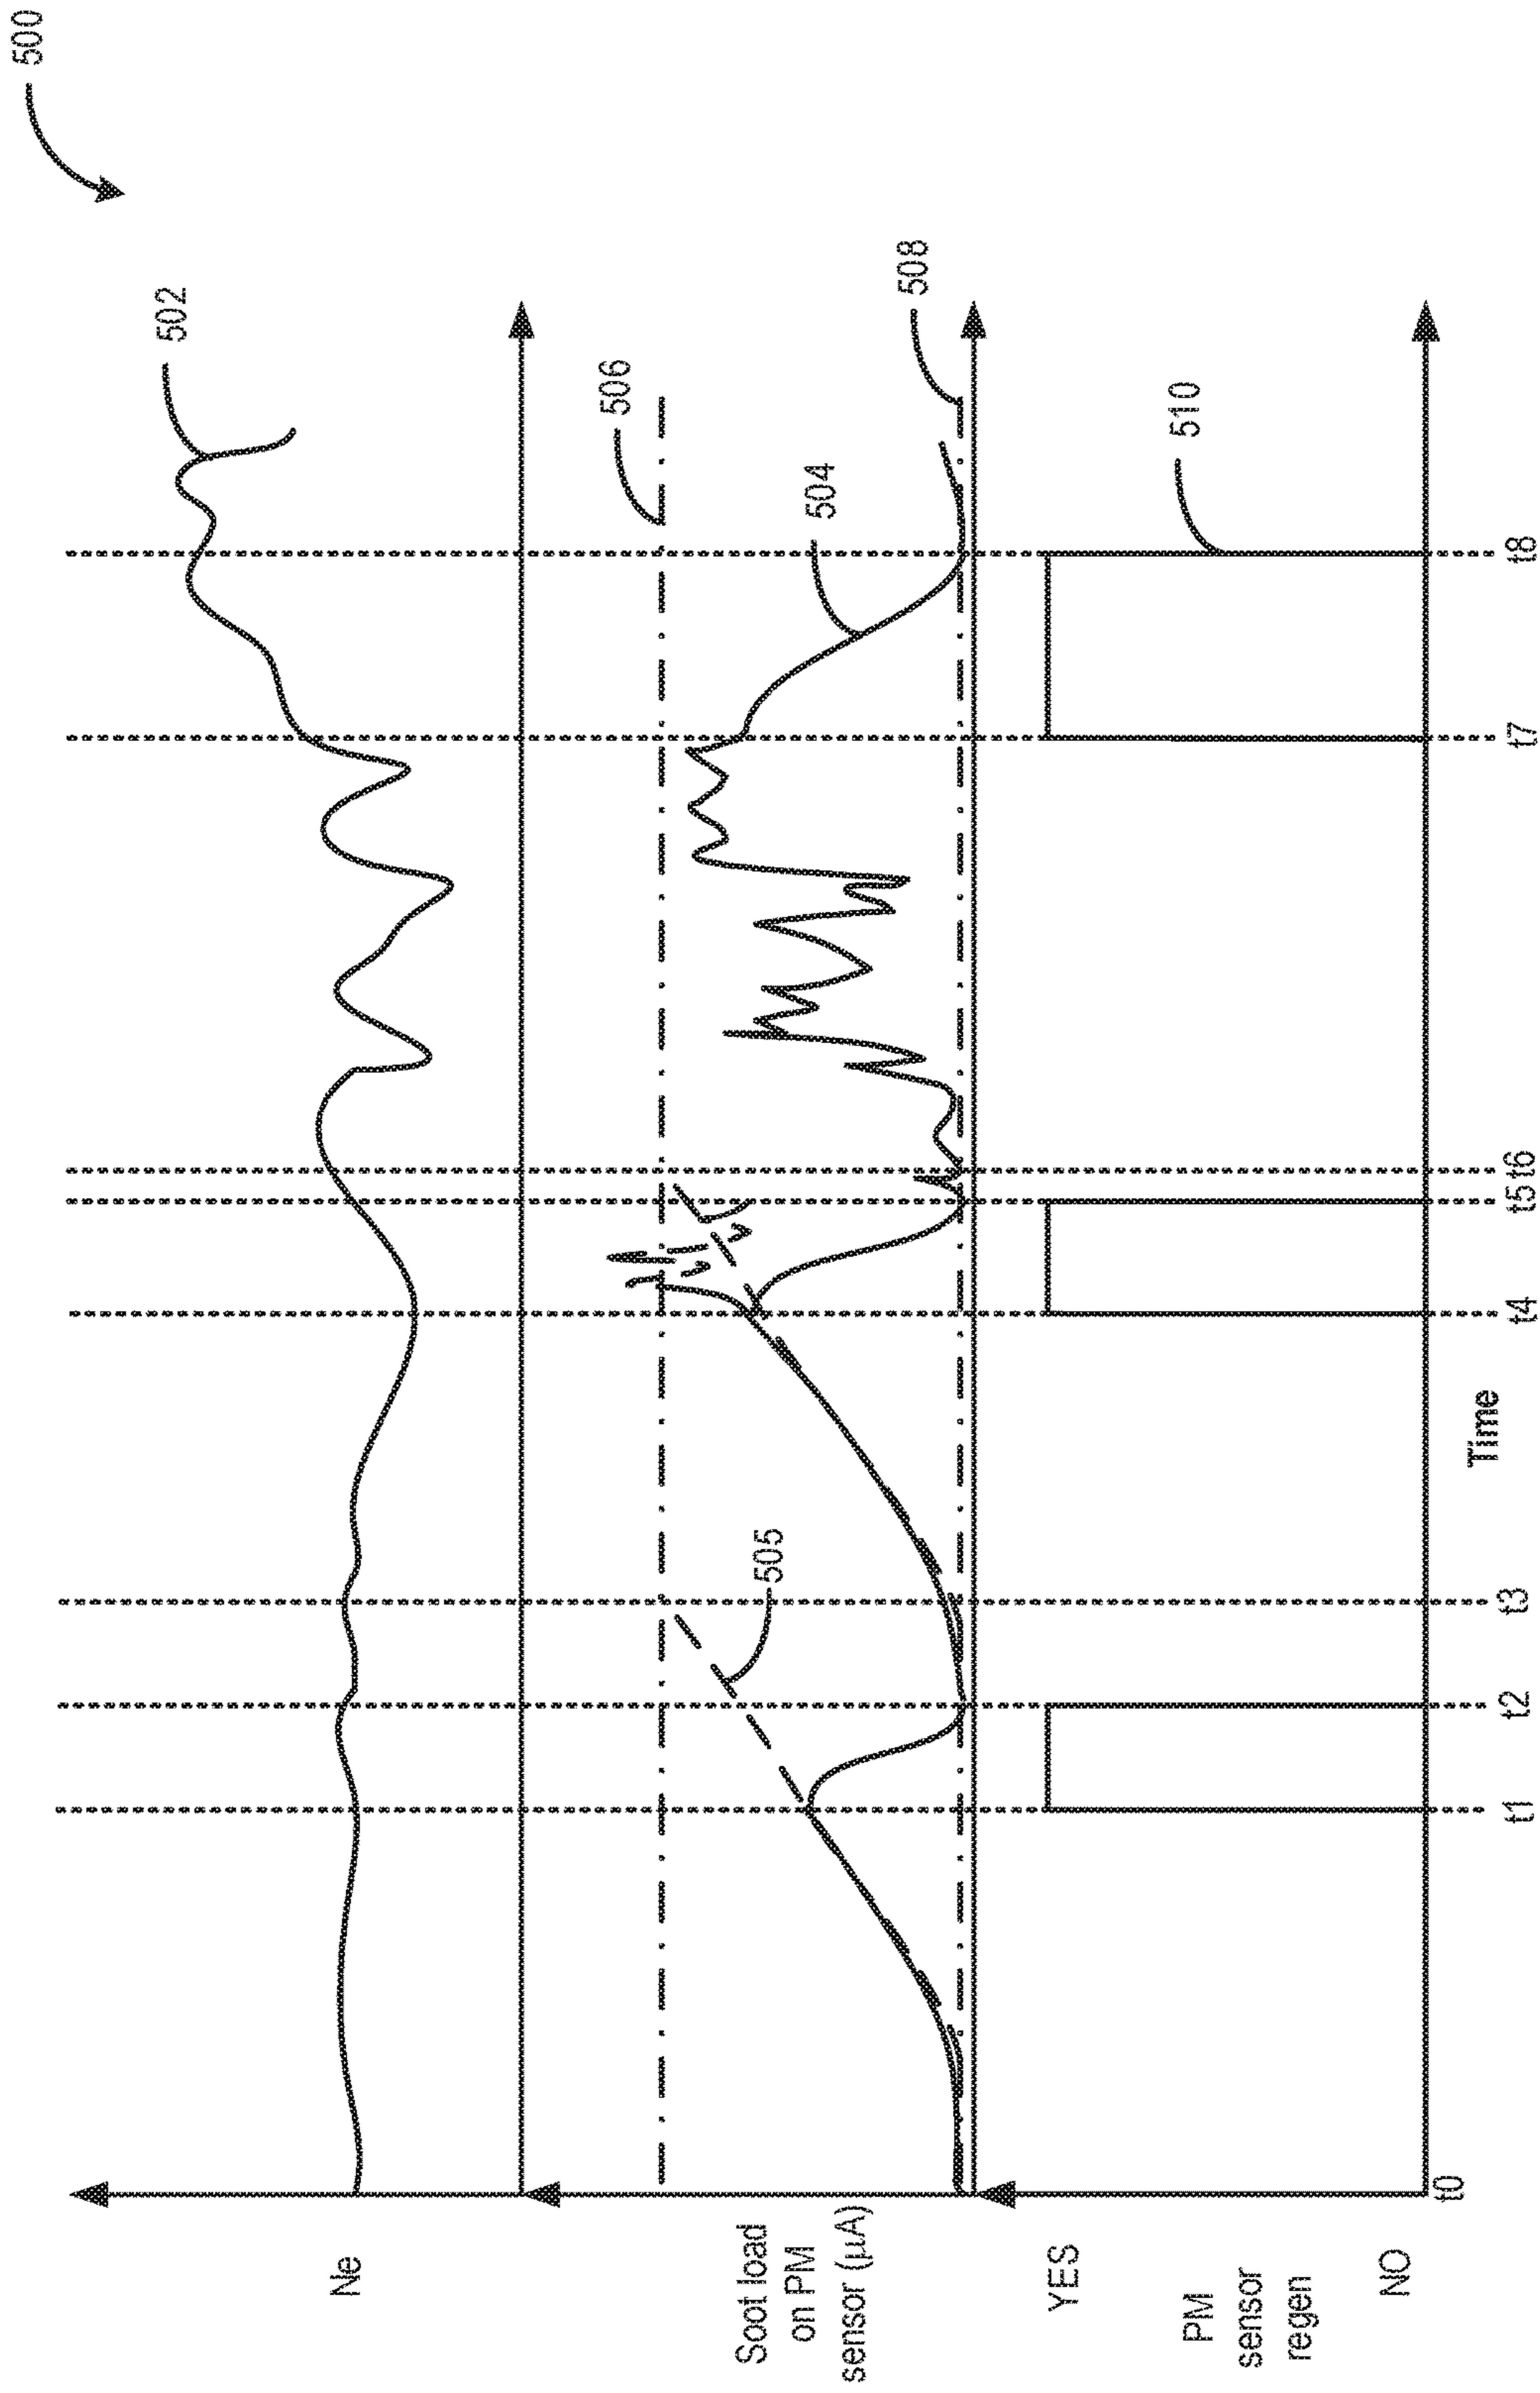 500
502
Ne
506
508
504
505
Soot load
on PM
sensor (µA)
510
YES
PM
sensor
regen
NO
t0
t1
t2
t3
t4
t5
t6
t7
t8
Time